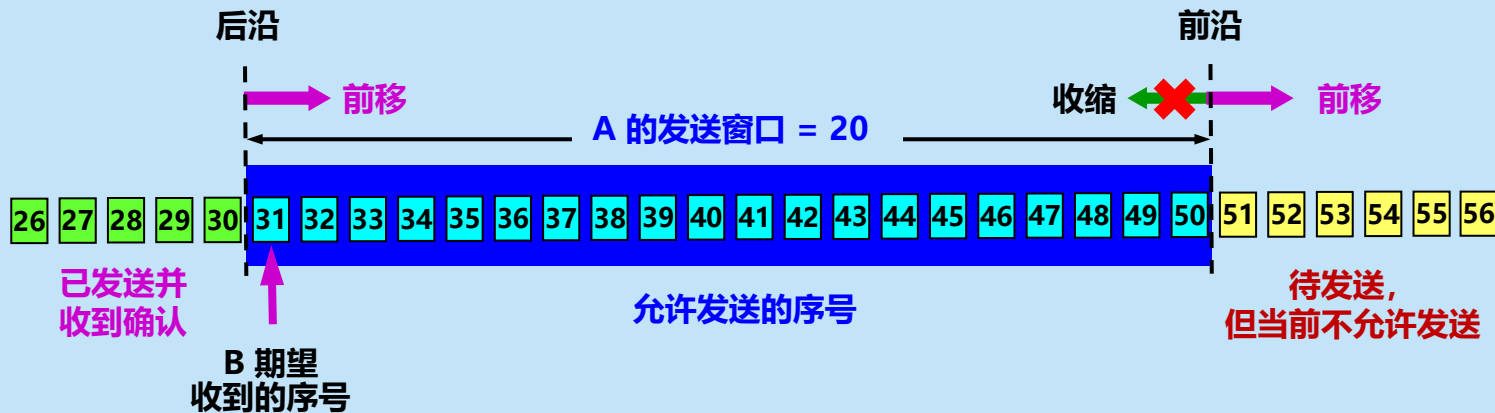 后沿
前沿
前移
收缩
前移
A 的发送窗口 = 20
26 27 28 29 30 31 32 33 34 35 36 37 38 39 40 41 42 43 44 45 46 47 48 49 50 51 52 53 54 55 56
已发送并
收到确认
允许发送的序号
待发送,
但当前不允许发送
B 期望
收到的序号